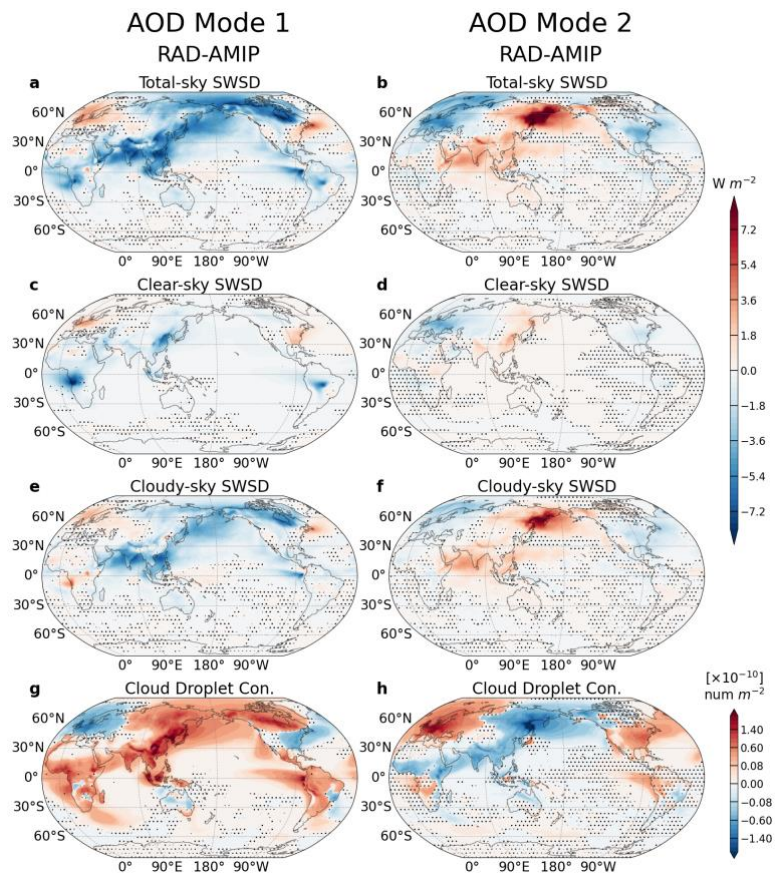 AOD Mode 1
RAD-AMIP
AOD Mode 2
RAD-AMIP
a
Total-sky SWSD
b
Total-sky SWSD
60°N
30°N
0°
30°S
60°S
0° 90°E 180° 90°W
60°N
30°N
0°
30°S
60°S
0° 90°E 180° 90°W
c
Clear-sky SWSD
d
Clear-sky SWSD
60°N
30°N
0°
30°S
60°S
0° 90°E 180° 90°W
60°N
30°N
0°
30°S
60°S
0° 90°E 180° 90°W
e
Cloudy-sky SWSD
f
Cloudy-sky SWSD
60°N
30°N
0°
30°S
60°S
0° 90°E 180° 90°W
60°N
30°N
0°
30°S
60°S
0° 90°E 180° 90°W
g
Cloud Droplet Con.
h
Cloud Droplet Con.
60°N
30°N
0°
30°S
60°S
0° 90°E 180° 90°W
60°N
30°N
0°
30°S
60°S
0° 90°E 180° 90°W
W m⁻²
7.2
5.4
3.6
1.8
0.0
-1.8
-3.6
-5.4
-7.2
[×10⁻¹⁰]
num m⁻²
1.40
0.60
0.08
0.00
-0.08
-0.60
-1.40